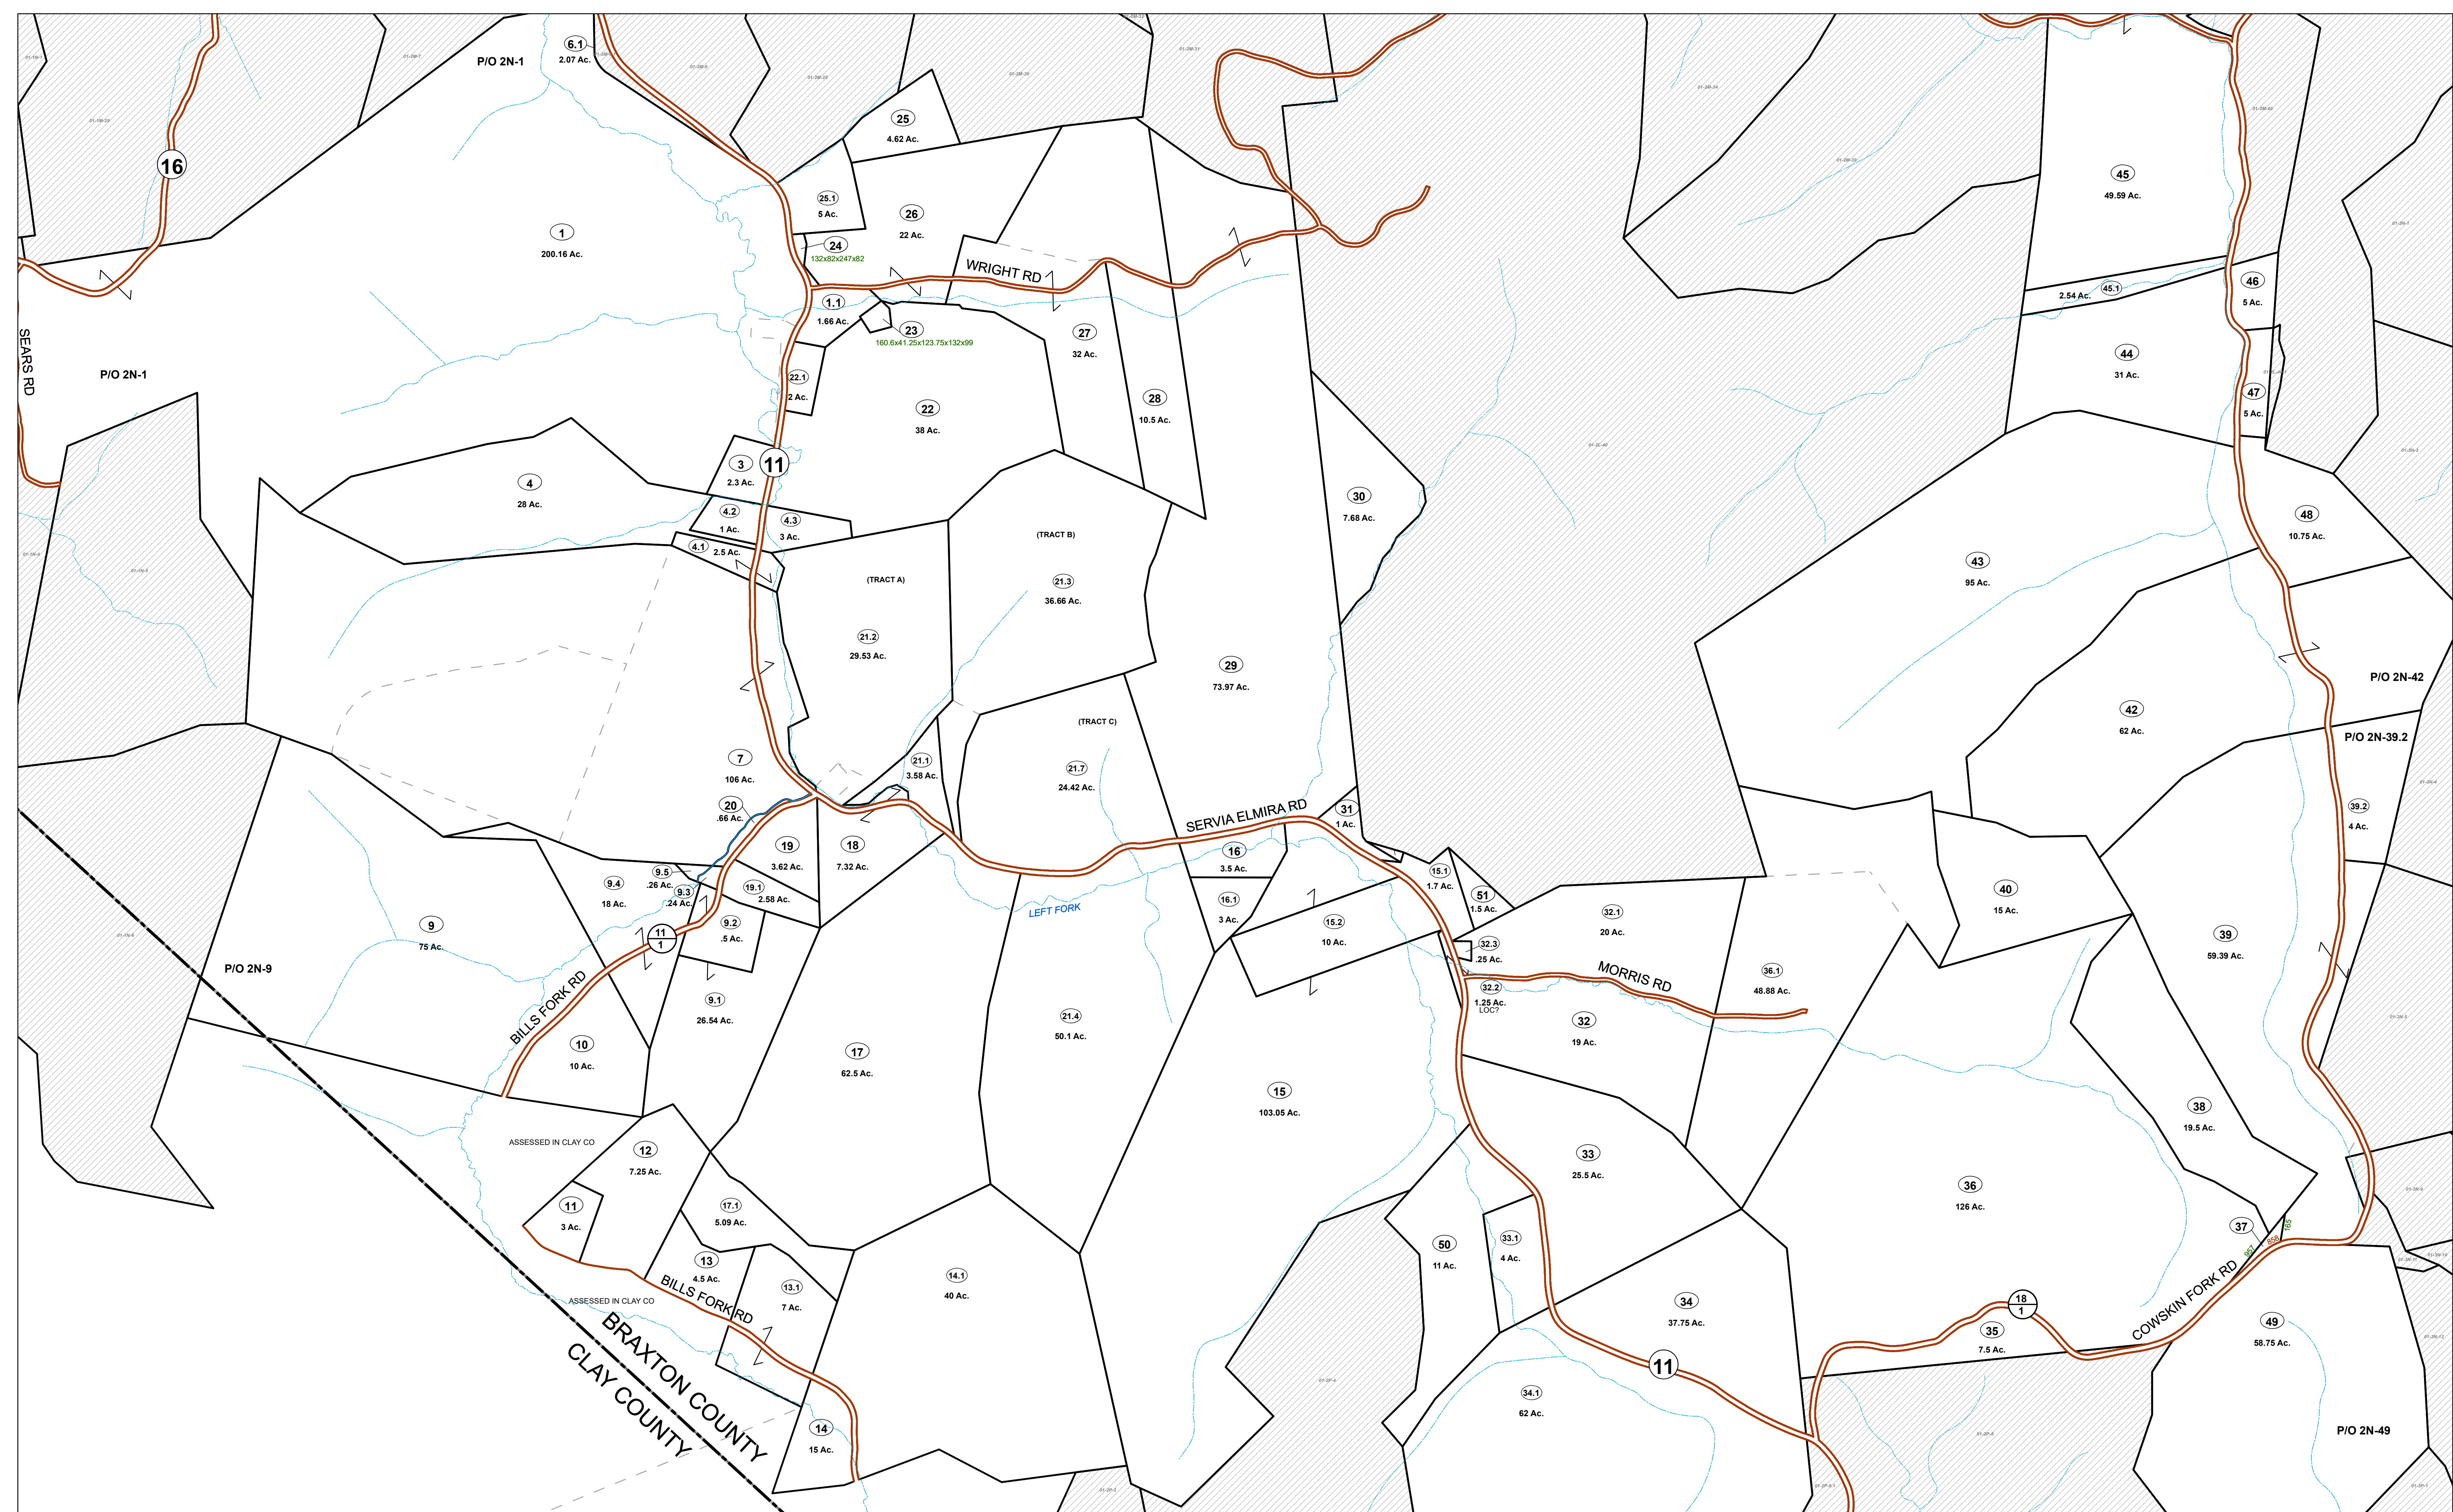 P/O 2N-1
6.1
2.07 Ac.
16
25
4.62 Ac.
45
49.59 Ac.
1
200.16 Ac.
25.1
5 Ac.
26
22 Ac.
24
132x82x247x82
WRIGHT RD
46
5 Ac.
2.54 Ac.
45.1
1.1
1.66 Ac.
23
160.6x41.25x123.75x132x99
27
32 Ac.
44
31 Ac.
SEARS RD
P/O 2N-1
22.1
2 Ac.
22
38 Ac.
28
10.5 Ac.
47
5 Ac.
3
2.3 Ac.
11
4
28 Ac.
30
7.68 Ac.
4.2
1 Ac.
4.3
3 Ac.
48
10.75 Ac.
4.1
2.5 Ac.
(TRACT B)
(TRACT A)
21.3
36.66 Ac.
43
95 Ac.
21.2
29.53 Ac.
29
73.97 Ac.
P/O 2N-42
42
62 Ac.
(TRACT C)
P/O 2N-39.2
7
106 Ac.
21.1
3.58 Ac.
21.7
24.42 Ac.
20
.66 Ac.
SERVIA ELMIRA RD
31
1 Ac.
39.2
4 Ac.
19
3.62 Ac.
18
7.32 Ac.
16
3.5 Ac.
9.5
.26 Ac.
9.4
18 Ac.
9.3
.24 Ac.
19.1
2.58 Ac.
15.1
1.7 Ac.
51
1.5 Ac.
40
15 Ac.
16.1
3 Ac.
LEFT FORK
9
75 Ac.
9.2
.5 Ac.
11
1
15.2
10 Ac.
32.1
20 Ac.
32.3
.25 Ac.
39
59.39 Ac.
P/O 2N-9
MORRIS RD
36.1
48.88 Ac.
32.2
1.25 Ac.
LOC?
BILLS FORK RD
9.1
26.54 Ac.
21.4
50.1 Ac.
32
19 Ac.
10
10 Ac.
17
62.5 Ac.
15
103.05 Ac.
38
19.5 Ac.
ASSESSED IN CLAY CO
12
7.25 Ac.
33
25.5 Ac.
36
126 Ac.
11
3 Ac.
17.1
5.09 Ac.
37
165
858
957
33.1
4 Ac.
50
11 Ac.
13
4.5 Ac.
13.1
7 Ac.
14.1
40 Ac.
BILLS FORK RD
ASSESSED IN CLAY CO
34
37.75 Ac.
18
1
COWSKIN FORK RD
35
7.5 Ac.
49
58.75 Ac.
BRAXTON COUNTY
CLAY COUNTY
11
34.1
62 Ac.
14
15 Ac.
P/O 2N-49